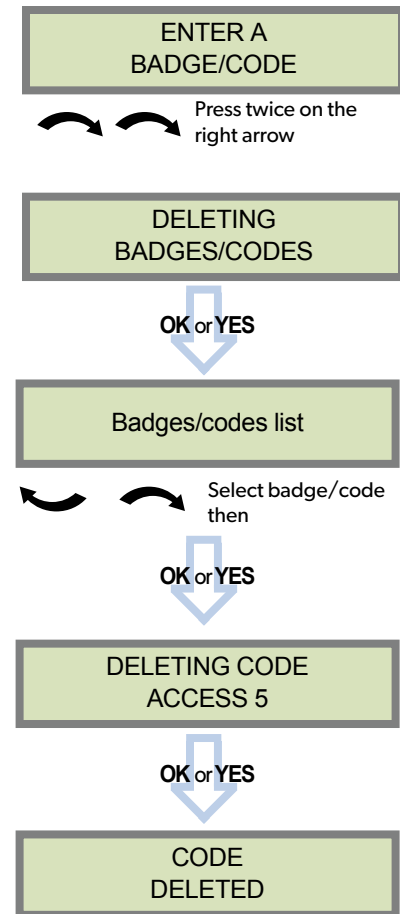 ENTER A
BADGE/CODE
Press twice on the
right arrow
DELETING
BADGES/CODES
OK or YES
Badges/codes list
Select badge/code
then
OK or YES
DELETING CODE
ACCESS 5
OK or YES
CODE
DELETED